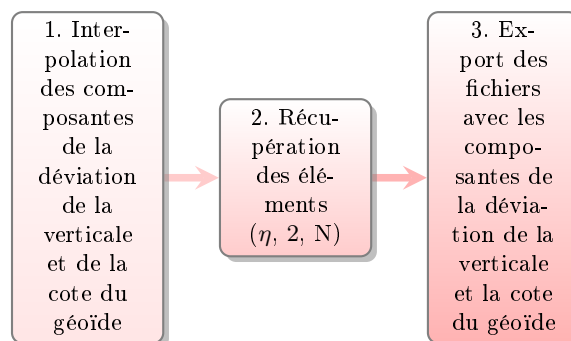 1. Inter-
polation
des com-
posantes
de la
déviation
de la
verticale
et de la
cote du
géoïde
2. Récu-
pération
des élé-
ments
(η, 2, N)
3. Ex-
port des
fichiers
avec les
compo-
santes de
la dévia-
tion de la
verticale
et la cote
du géoïde